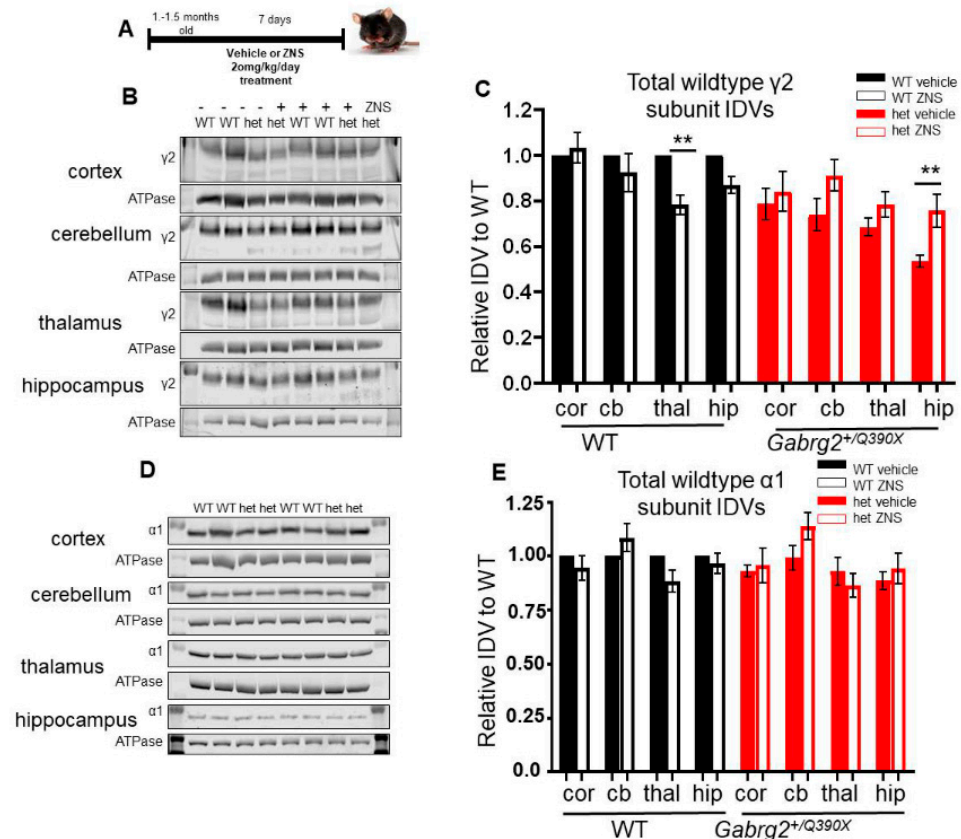 A
1.-1.5 months
old
7 days
Vehicle or ZNS
2omg/kg/day
treatment
B
- - - - + + + + ZNS
WT WT het het WT WT het het
cortex
γ2
ATPase
cerebellum
γ2
ATPase
thalamus
γ2
ATPase
hippocampus
γ2
ATPase
C
Total wildtype γ2
subunit IDVs
WT vehicle
WT ZNS
het vehicle
het ZNS
Relative IDV to WT
1.2
1.0
0.8
0.6
0.4
0.2
0.0
**
**
cor cb thal hip cor cb thal hip
WT Gabrg2+/Q390X
D
WT WT het het WT WT het het
cortex
α1
ATPase
cerebellum
α1
ATPase
thalamus
α1
ATPase
hippocampus
α1
ATPase
E
Total wildtype α1
subunit IDVs
WT vehicle
WT ZNS
het vehicle
het ZNS
Relative IDV to WT
1.25
1.00
0.75
0.50
0.25
0.0
cor cb thal hip cor cb thal hip
WT Gabrg2+/Q390X